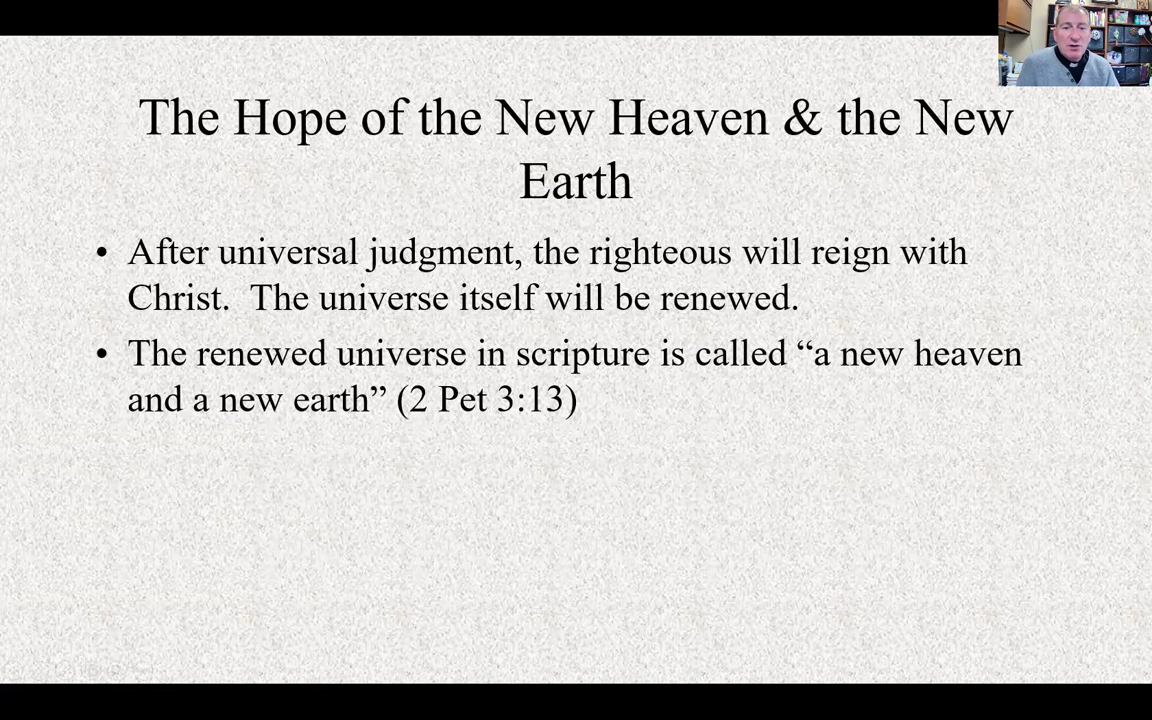 The Hope of the New Heaven & the New
Earth
• After universal judgment, the righteous will reign with
Christ.  The universe itself will be renewed.
• The renewed universe in scripture is called “a new heaven
and a new earth” (2 Pet 3:13)